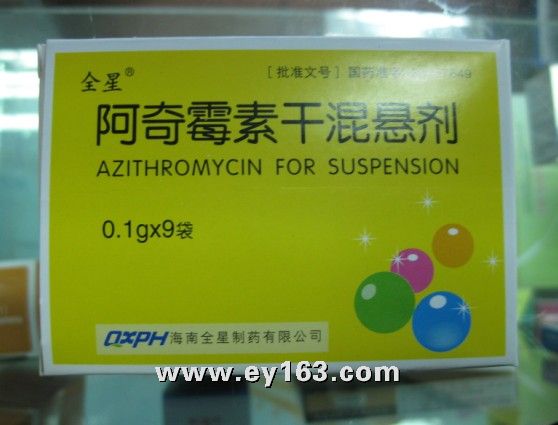 全星®
[批准文号] 国药准字
阿奇霉素干混悬剂
AZITHROMYCIN FOR SUSPENSION
0.1gx9袋
QXPH 海南全星制药有限公司
www.ey163.com